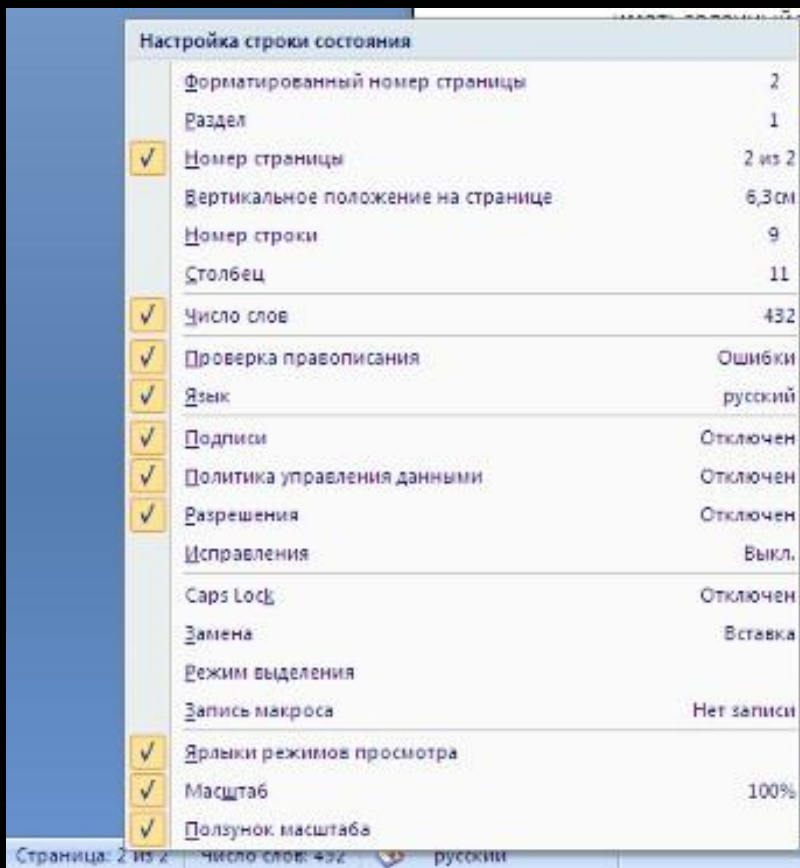 Настройка строки состояния
Форматированный номер страницы 2
Раздел 1
Номер страницы 2 из 2
Вертикальное положение на странице 6,3см
Номер строки 9
Столбец 11
Число слов 432
Проверка правописания Ошибки
Язык русский
Подписи Отключен
Политика управления данными Отключен
Разрешения Отключен
Исправления Выкл.
Caps Lock Отключен
Замена Вставка
Режим выделения
Запись макроса Нет записи
Ярлыки режимов просмотра
Масштаб 100%
Ползунок масштаба
Страница: 2 из 2 Число слов: 432 русский